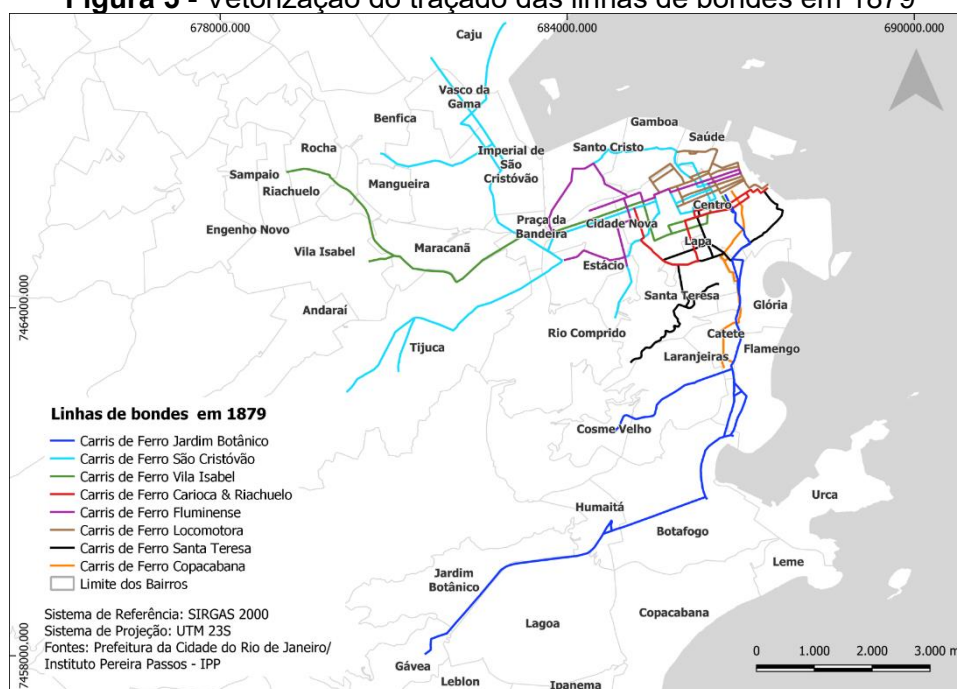 Figura 5 - Vetorização do traçado das linhas de bondes em 1879
678000.000
684000.000
690000.000
Caju
Vasco da
Gama
Benfica
Gamboa
Saúde
Santo Cristo
Rocha
Imperial de
São
Cristóvão
Sampaio
Riachuelo
Mangueira
Engenho Novo
Praça da
Bandeira
Cidade Nova
Centro
Vila Isabel
Maracanã
Lapa
Estácio
7464000.000
Andaraí
Santa Teresa
Glória
Rio Comprido
Catete
Tijuca
Laranjeiras
Flamengo
Linhas de bondes em 1879
Carris de Ferro Jardim Botânico
Carris de Ferro São Cristóvão
Carris de Ferro Vila Isabel
Carris de Ferro Carioca & Riachuelo
Carris de Ferro Fluminense
Carris de Ferro Locomotora
Carris de Ferro Santa Teresa
Carris de Ferro Copacabana
Limite dos Bairros
Cosme Velho
Humaitá
Urca
Botafogo
Leme
Jardim
Botânico
Copacabana
Lagoa
Sistema de Referência: SIRGAS 2000
Sistema de Projeção: UTM 23S
Fontes: Prefeitura da Cidade do Rio de Janeiro/
Instituto Pereira Passos - IPP
7458000.000
Gávea
Leblon
Ipanema
0 1.000 2.000 3.000 m